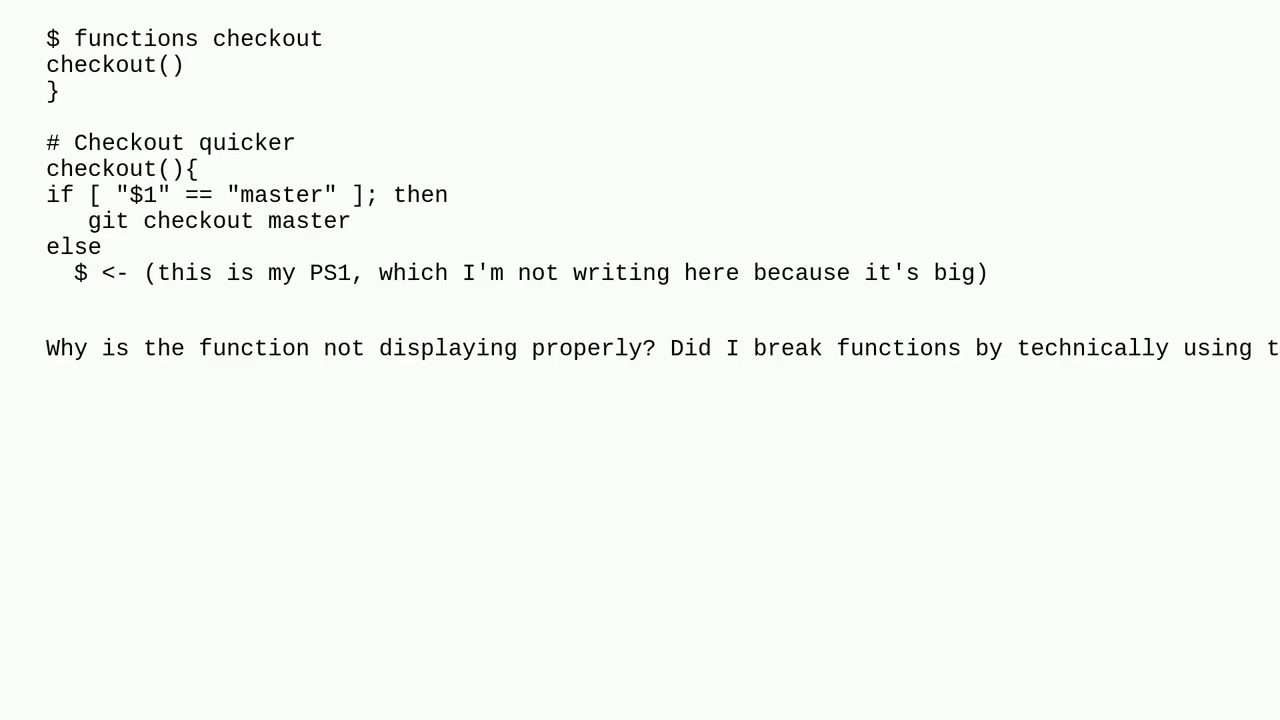 $ functions checkout
checkout()
}

# Checkout quicker
checkout(){
if [ "$1" == "master" ]; then
   git checkout master
else
  $ <- (this is my PS1, which I'm not writing here because it's big)

Why is the function not displaying properly? Did I break functions by technically using